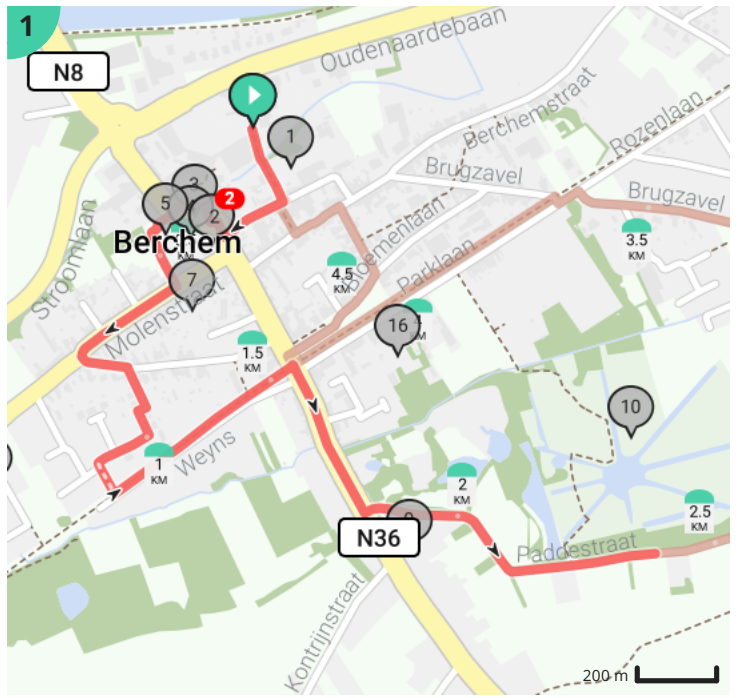 1
N8
Oudenaardebaan
1
Berchemstraat
Rozenlaan
Brugzavel
Brugzavel
5
2
2
Stroomlaan
Berchem
KM
3.5
KM
4.5
KM
Bloemenlaan
Parklaan
7
Molenstraat
16
KM
1.5
KM
10
1
KM
Weyns
2
KM
2.5
KM
N36
Paddestraat
Kontrijnstraat
200 m